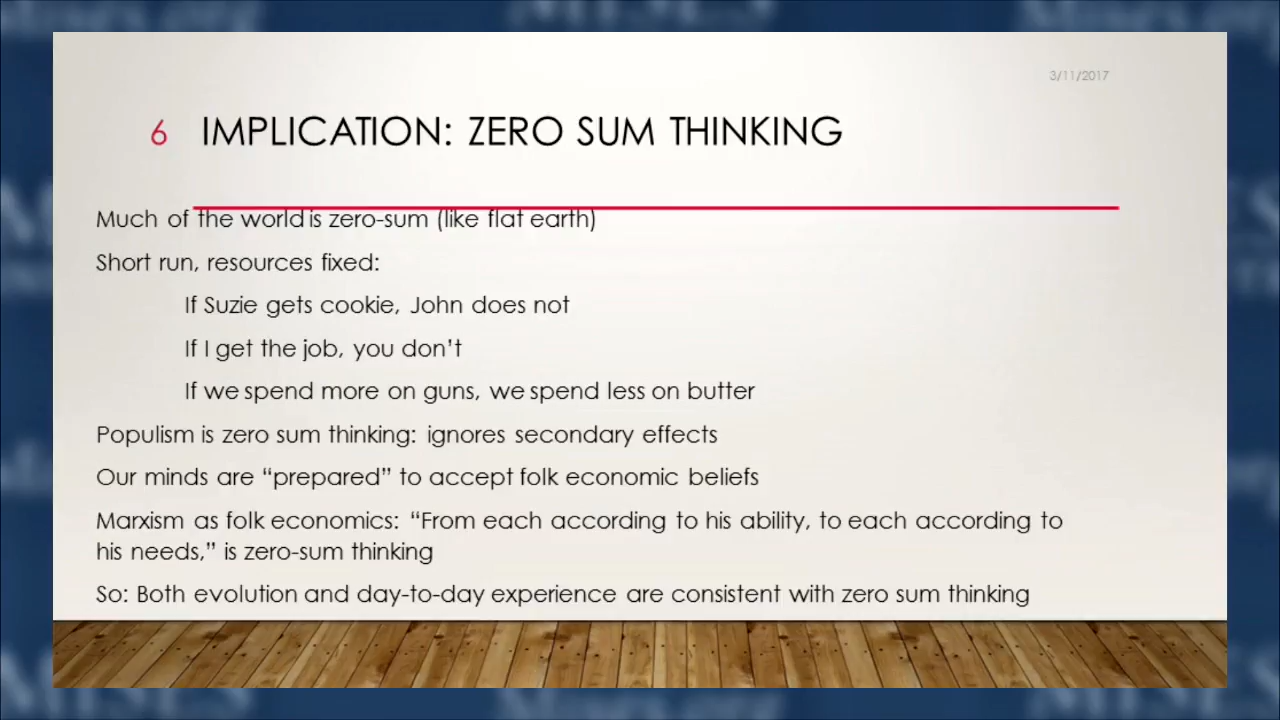 3/11/2017
6 IMPLICATION: ZERO SUM THINKING
Much of the world is zero-sum (like flat earth)
Short run, resources fixed:
If Suzie gets cookie, John does not
If I get the job, you don’t
If we spend more on guns, we spend less on butter
Populism is zero sum thinking: ignores secondary effects
Our minds are “prepared” to accept folk economic beliefs
Marxism as folk economics: “From each according to his ability, to each according to
his needs,” is zero-sum thinking
So: Both evolution and day-to-day experience are consistent with zero sum thinking